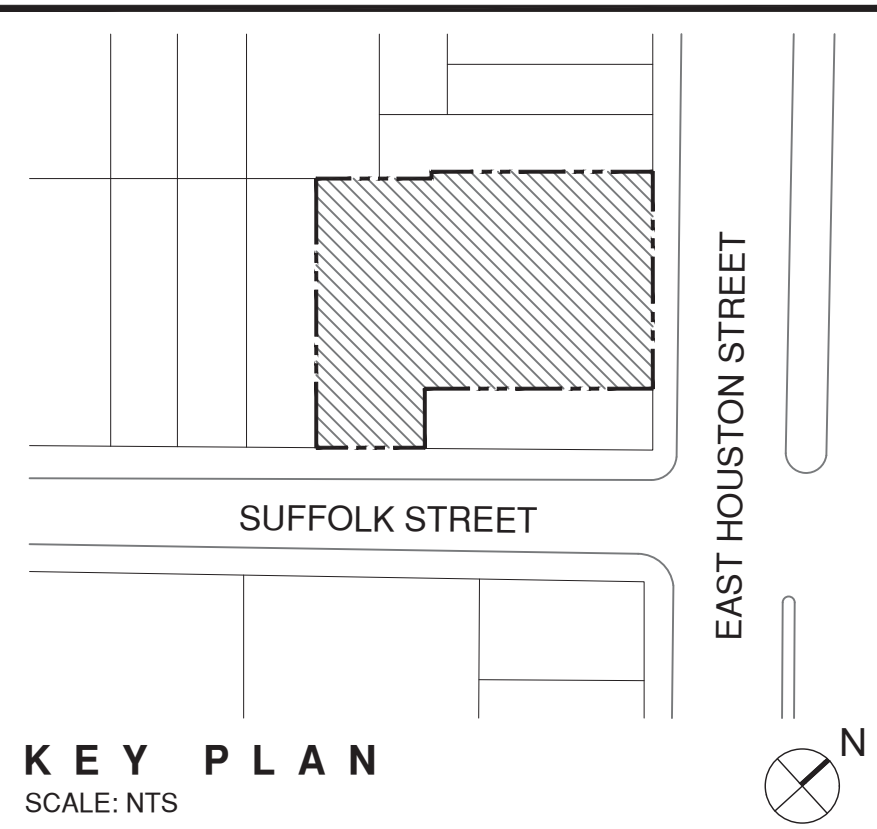 EAST HOUSTON STREET
SUFFOLK STREET
KEY PLAN
SCALE: NTS
N